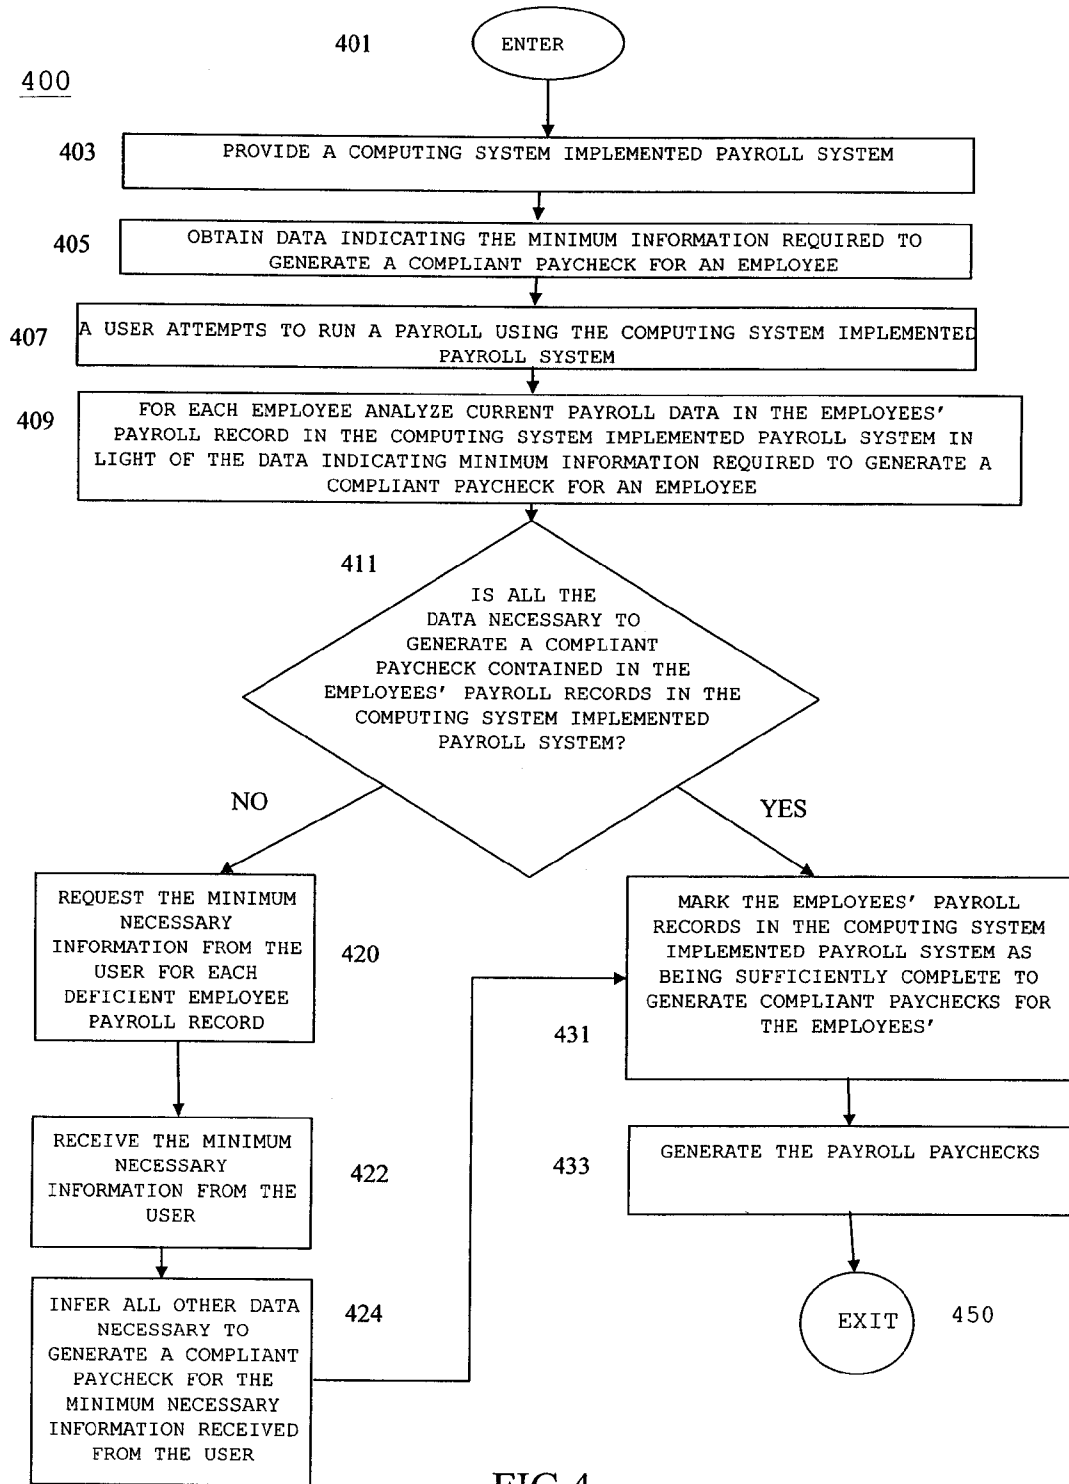 401
ENTER
400
403
PROVIDE A COMPUTING SYSTEM IMPLEMENTED PAYROLL SYSTEM
405
OBTAIN DATA INDICATING THE MINIMUM INFORMATION REQUIRED TO
GENERATE A COMPLIANT PAYCHECK FOR AN EMPLOYEE
407
A USER ATTEMPTS TO RUN A PAYROLL USING THE COMPUTING SYSTEM IMPLEMENTED
PAYROLL SYSTEM
409
FOR EACH EMPLOYEE ANALYZE CURRENT PAYROLL DATA IN THE EMPLOYEES'
PAYROLL RECORD IN THE COMPUTING SYSTEM IMPLEMENTED PAYROLL SYSTEM IN
LIGHT OF THE DATA INDICATING MINIMUM INFORMATION REQUIRED TO GENERATE A
COMPLIANT PAYCHECK FOR AN EMPLOYEE
411
IS ALL THE
DATA NECESSARY TO
GENERATE A COMPLIANT
PAYCHECK CONTAINED IN THE
EMPLOYEES' PAYROLL RECORDS IN THE
COMPUTING SYSTEM IMPLEMENTED
PAYROLL SYSTEM?
NO
YES
REQUEST THE MINIMUM
NECESSARY
INFORMATION FROM THE
USER FOR EACH
DEFICIENT EMPLOYEE
PAYROLL RECORD
420
RECEIVE THE MINIMUM
NECESSARY
INFORMATION FROM THE
USER
422
INFER ALL OTHER DATA
NECESSARY TO
GENERATE A COMPLIANT
PAYCHECK FOR THE
MINIMUM NECESSARY
INFORMATION RECEIVED
FROM THE USER
424
MARK THE EMPLOYEES' PAYROLL
RECORDS IN THE COMPUTING SYSTEM
IMPLEMENTED PAYROLL SYSTEM AS
BEING SUFFICIENTLY COMPLETE TO
GENERATE COMPLIANT PAYCHECKS FOR
THE EMPLOYEES'
431
433
GENERATE THE PAYROLL PAYCHECKS
EXIT
450
FIG.4